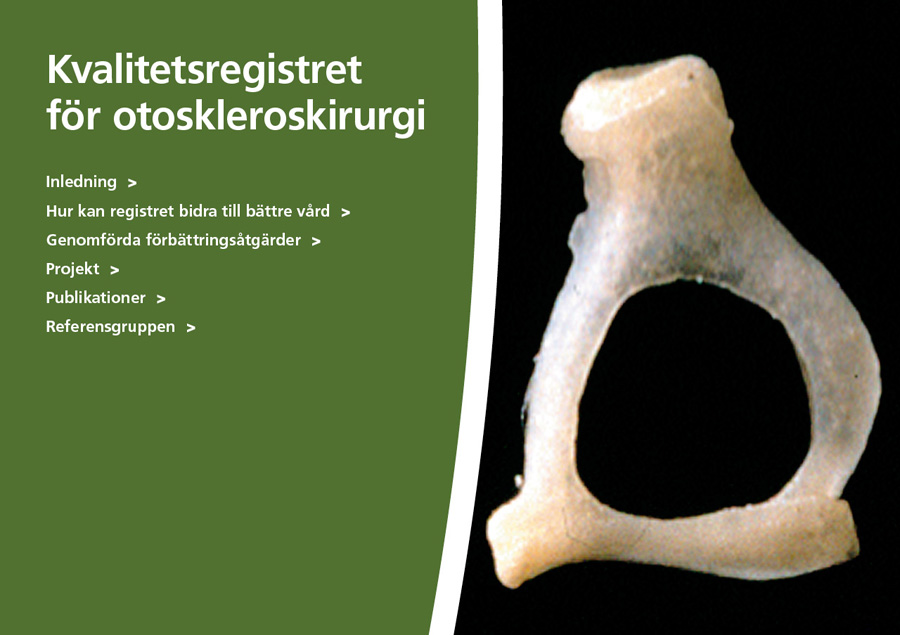 Kvalitetsregistret
för otoskleroskirurgi
Inledning >
Hur kan registret bidra till bättre vård >
Genomförda förbättringsåtgärder >
Projekt >
Publikationer >
Referensgruppen >